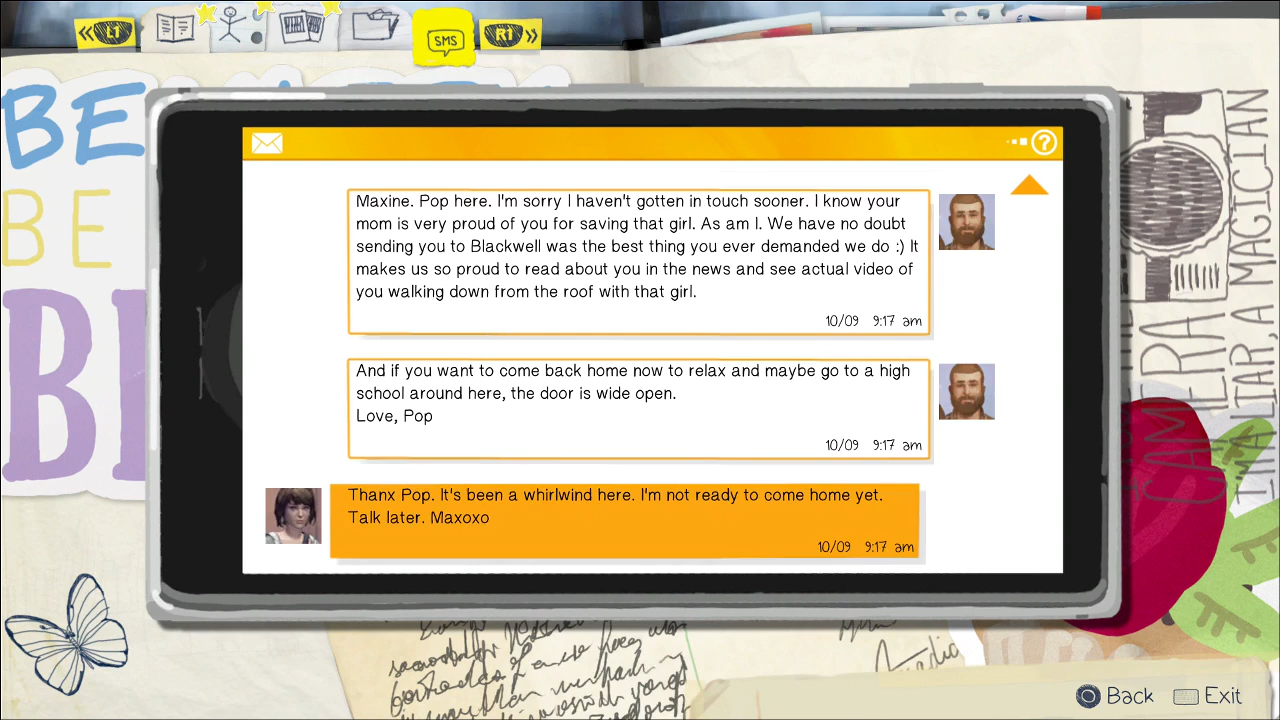 L1
SMS
R1
BE
BE
Maxine. Pop here. I'm sorry I haven't gotten in touch sooner. I know your
mom is very proud of you for saving that girl. As am I. We have no doubt
sending you to Blackwell was the best thing you ever demanded we do :) It
makes us so proud to read about you in the news and see actual video of
you walking down from the roof with that girl.
10/09 9:17 am
And if you want to come back home now to relax and maybe go to a high
school around here, the door is wide open.
Love, Pop
10/09 9:17 am
Thanx Pop. It's been a whirlwind here. I'm not ready to come home yet.
Talk later. Maxoxo
10/09 9:17 am
CAMERA
LIAR, A MAGICIAN
Back
Exit